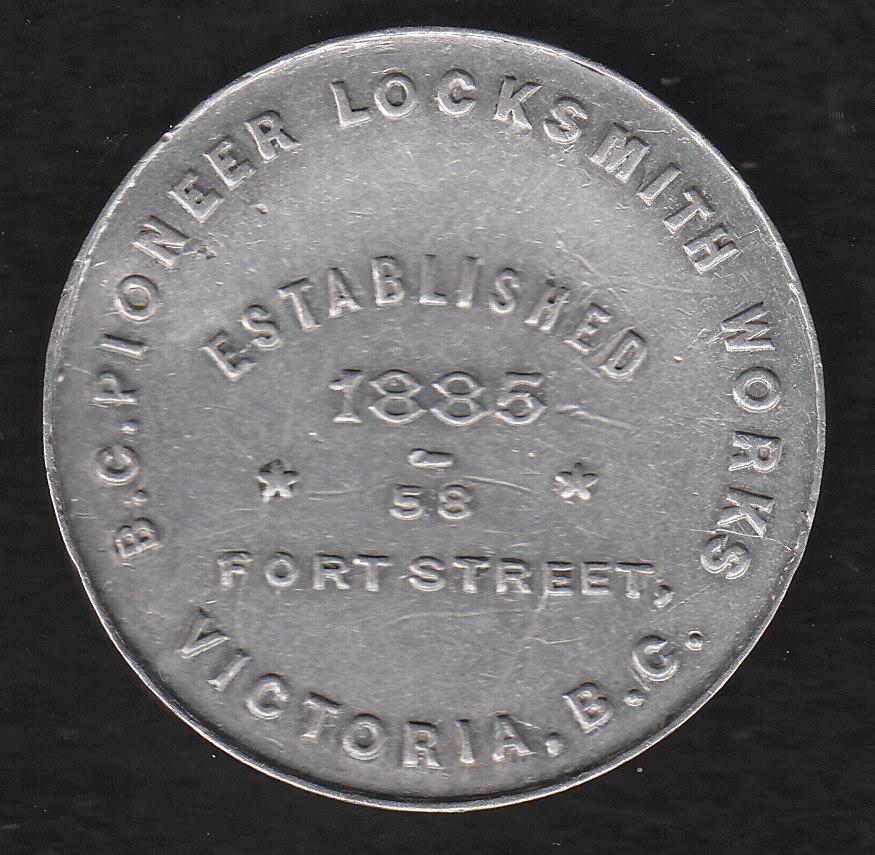 B.C. PIONEER LOCKSMITH WORKS
ESTABLISHED
1885
58
FORT STREET,
VICTORIA, B.C.